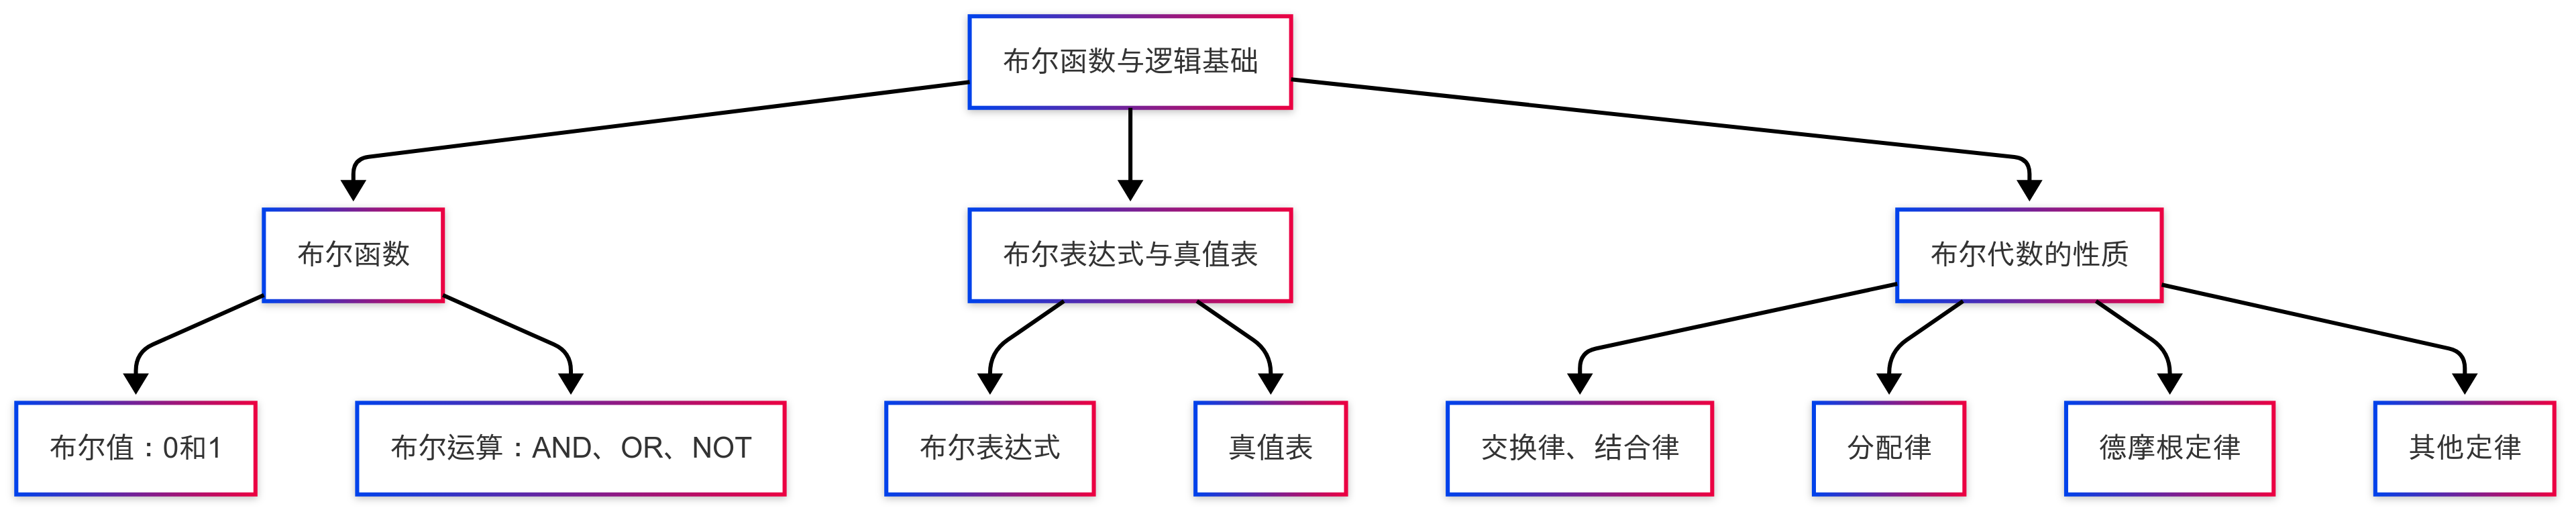 布尔函数与逻辑基础
布尔函数
布尔表达式与真值表
布尔代数的性质
布尔值：0和1
布尔运算：AND、OR、NOT
布尔表达式
真值表
交换律、结合律
分配律
德摩根定律
其他定律